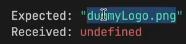 Expected: "dummyLogo.png"
Received: undefined